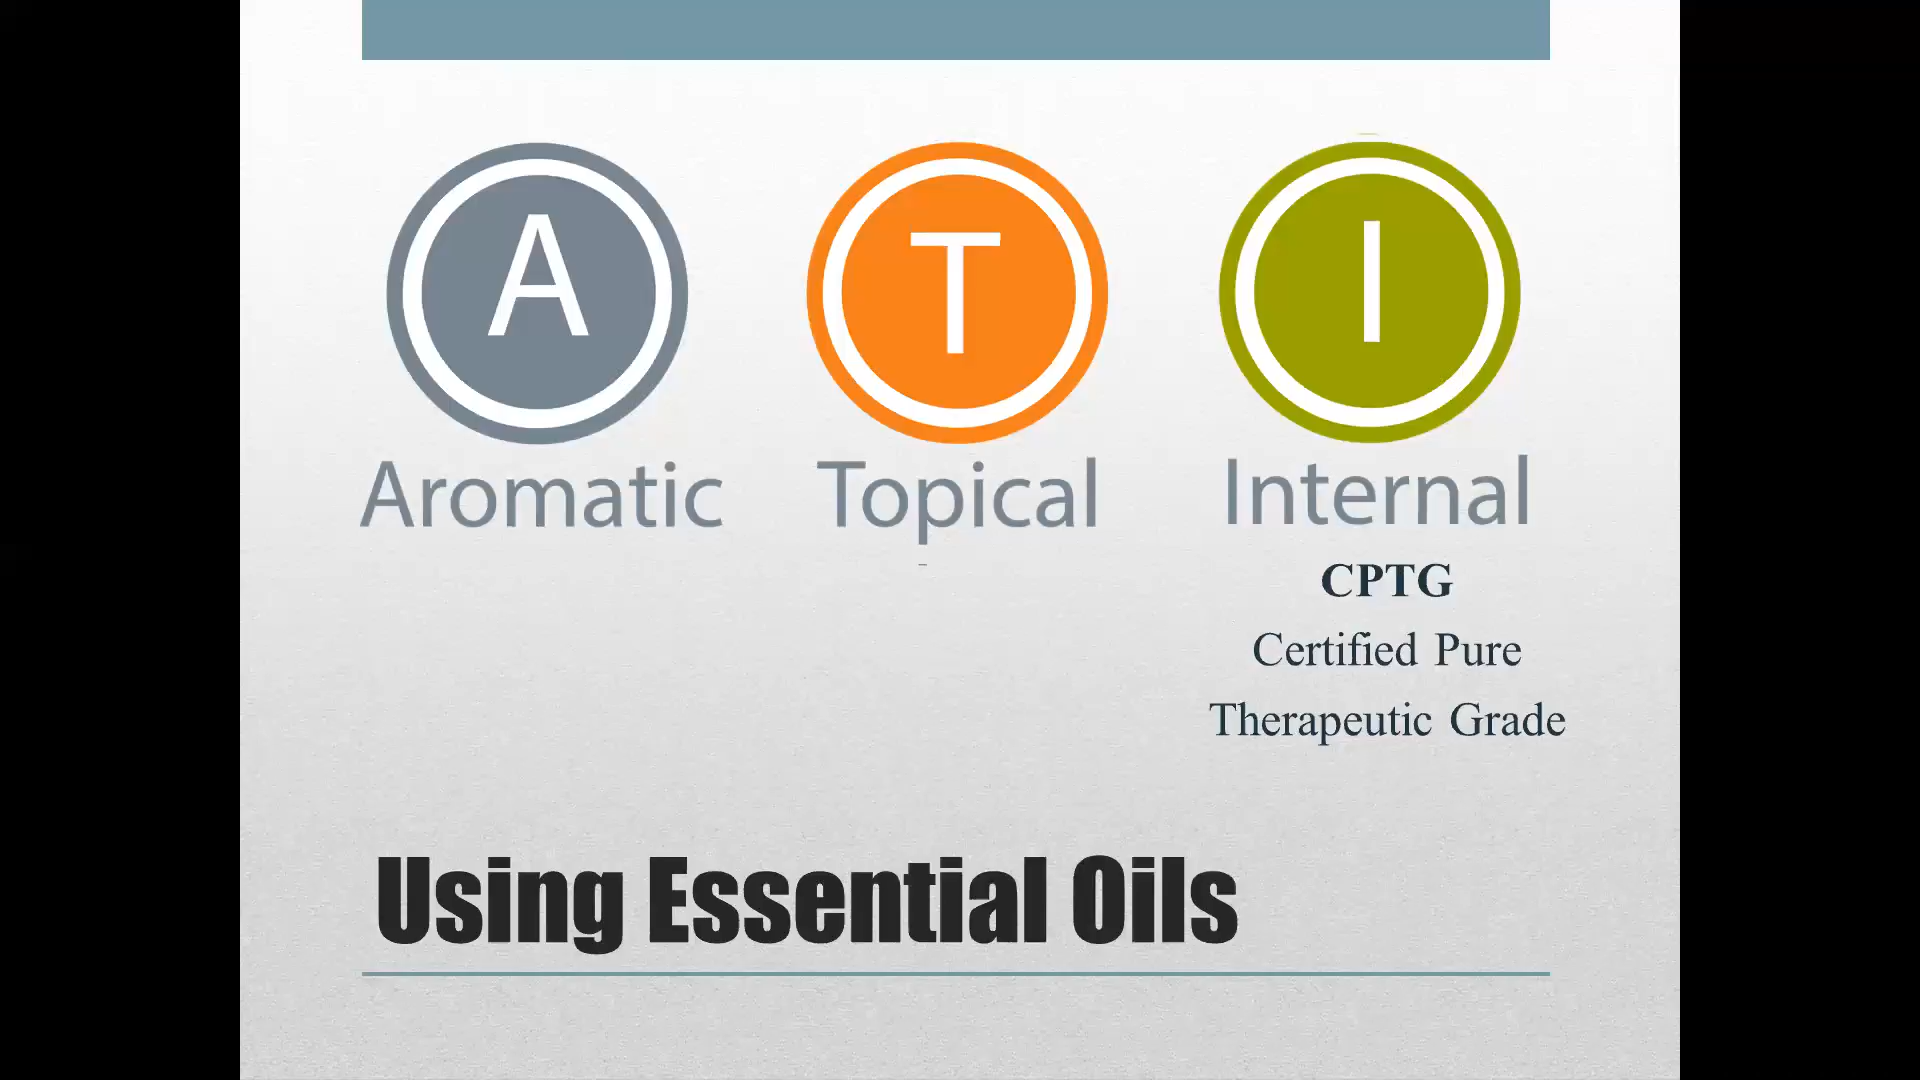 A T I
Aromatic Topical Internal
CPTG
Certified Pure
Therapeutic Grade
Using Essential Oils